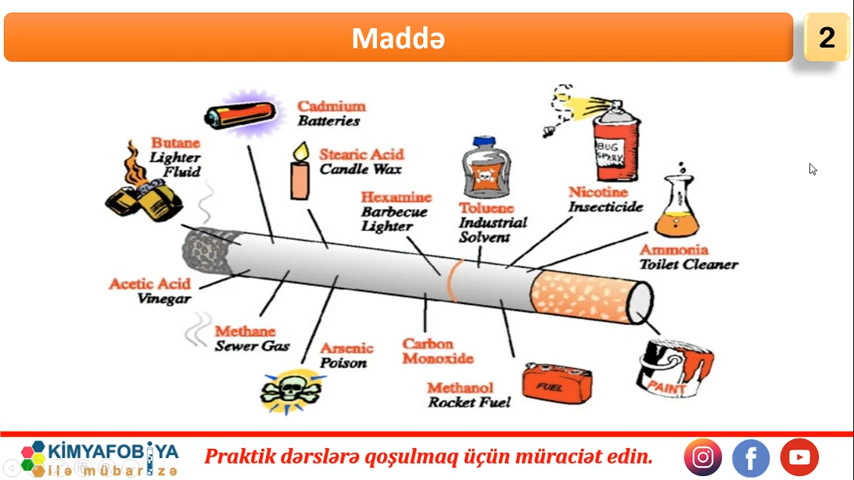 Maddə
2
Cadmium
Batteries
Butane
Lighter
Fluid
Stearic Acid
Candle Wax
Hexamine
Barbecue
Lighter
Toluene
Industrial
Solvent
BUG
SPRAY
Nicotine
Insecticide
Ammonia
Toilet Cleaner
Acetic Acid
Vinegar
Methane
Sewer Gas
Arsenic
Poison
Carbon
Monoxide
Methanol
Rocket Fuel
FUEL
PAINT
KİMYAFOBİYA
ilə mübarizə
Praktik dərslərə qoşulmaq üçün müraciət edin.